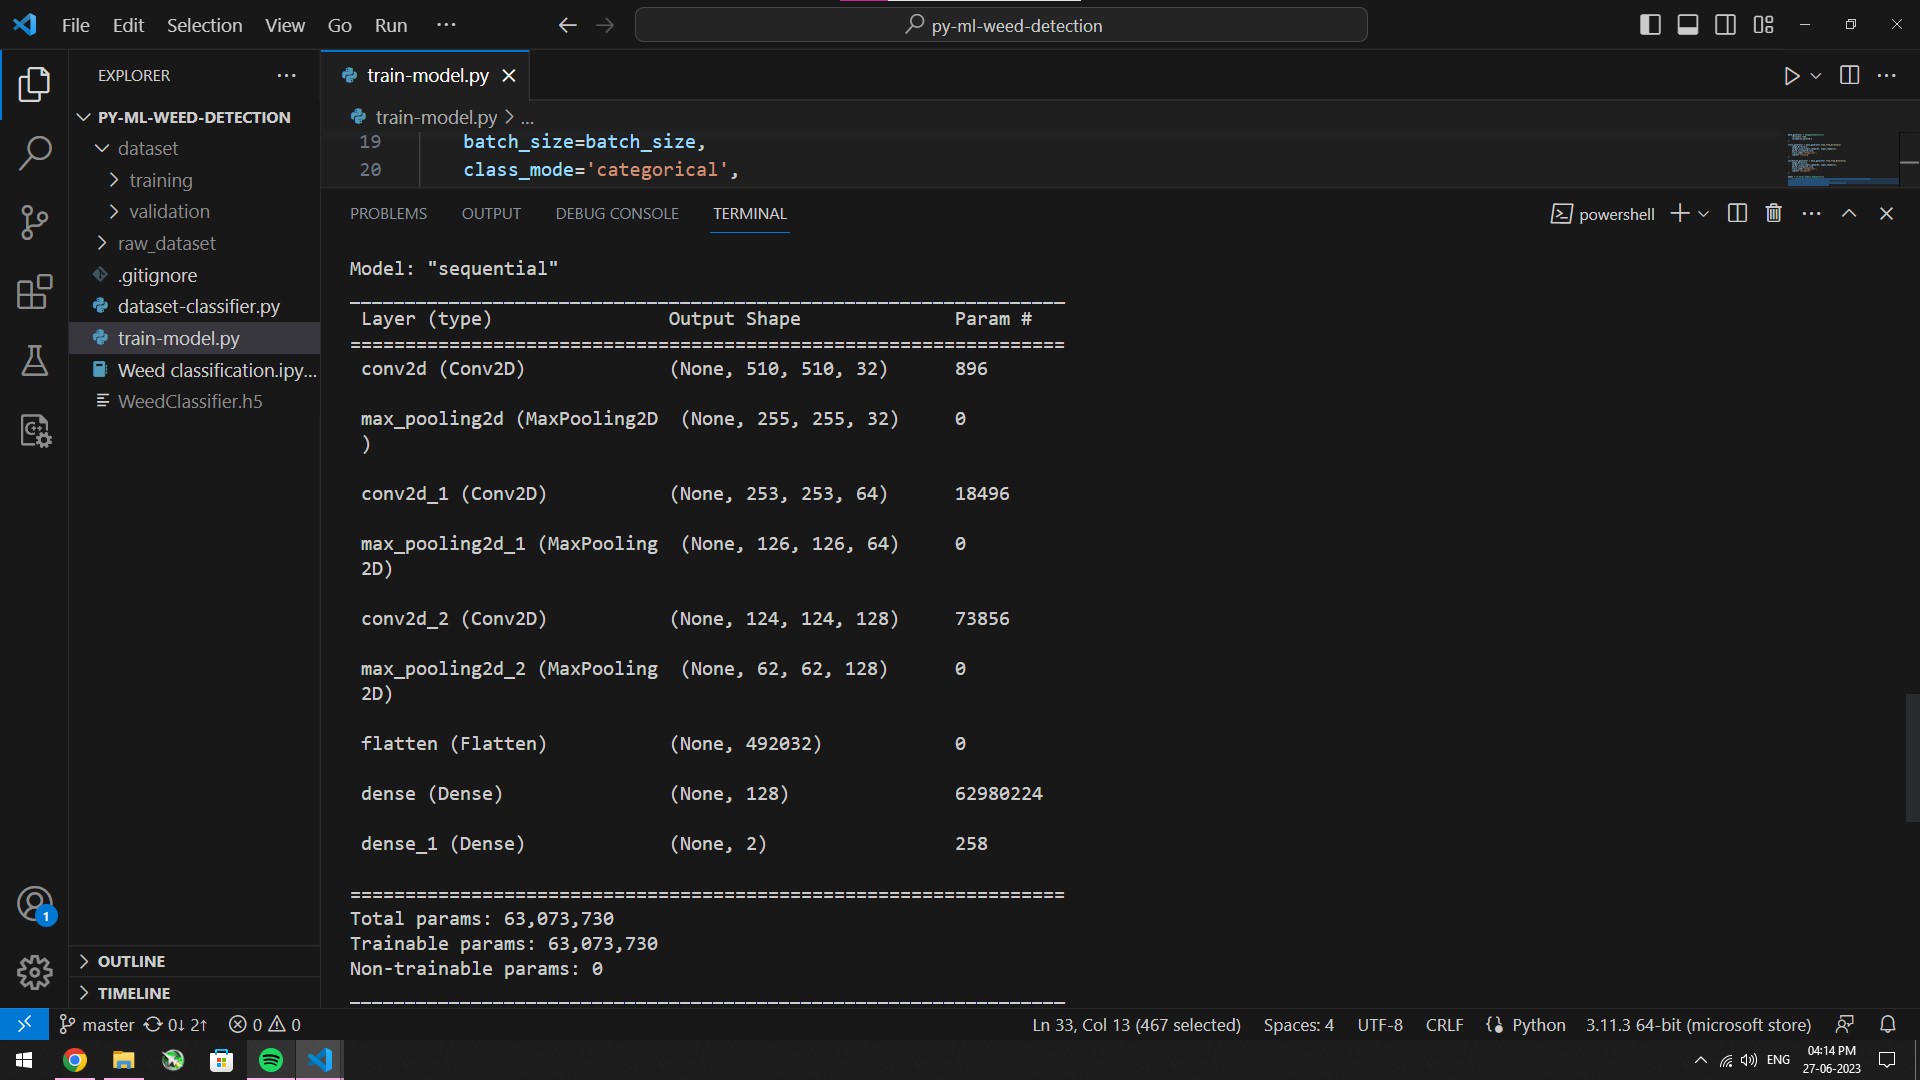 File Edit Selection View Go Run ···
py-ml-weed-detection
EXPLORER
PY-ML-WEED-DETECTION
dataset
training
validation
raw_dataset
.gitignore
dataset-classifier.py
train-model.py
Weed classification.ipy...
WeedClassifier.h5
OUTLINE
TIMELINE
train-model.py
train-model.py > ...
19 batch_size=batch_size,
20 class_mode='categorical',
PROBLEMS OUTPUT DEBUG CONSOLE TERMINAL
powershell
Model: "sequential"
_________________________________________________________________
Layer (type) Output Shape Param #
=================================================================
conv2d (Conv2D) (None, 510, 510, 32) 896
max_pooling2d (MaxPooling2D (None, 255, 255, 32) 0
)
conv2d_1 (Conv2D) (None, 253, 253, 64) 18496
max_pooling2d_1 (MaxPooling (None, 126, 126, 64) 0
2D)
conv2d_2 (Conv2D) (None, 124, 124, 128) 73856
max_pooling2d_2 (MaxPooling (None, 62, 62, 128) 0
2D)
flatten (Flatten) (None, 492032) 0
dense (Dense) (None, 128) 62980224
dense_1 (Dense) (None, 2) 258
=================================================================
Total params: 63,073,730
Trainable params: 63,073,730
Non-trainable params: 0
_________________________________________________________________
1
master 0↓ 2↑ 0 0
Ln 33, Col 13 (467 selected) Spaces: 4 UTF-8 CRLF Python 3.11.3 64-bit (microsoft store)
ENG
04:14 PM
27-06-2023